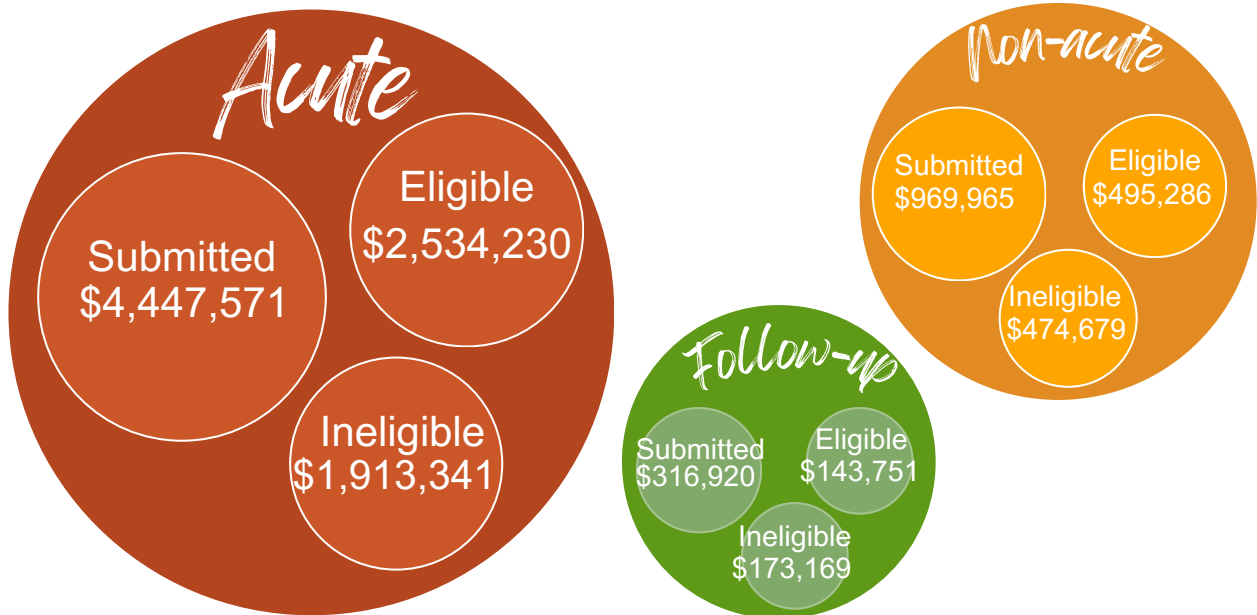 Acute
Submitted
$4,447,571
Eligible
$2,534,230
Ineligible
$1,913,341
Non-acute
Submitted
$969,965
Eligible
$495,286
Ineligible
$474,679
Follow-up
Submitted
$316,920
Eligible
$143,751
Ineligible
$173,169